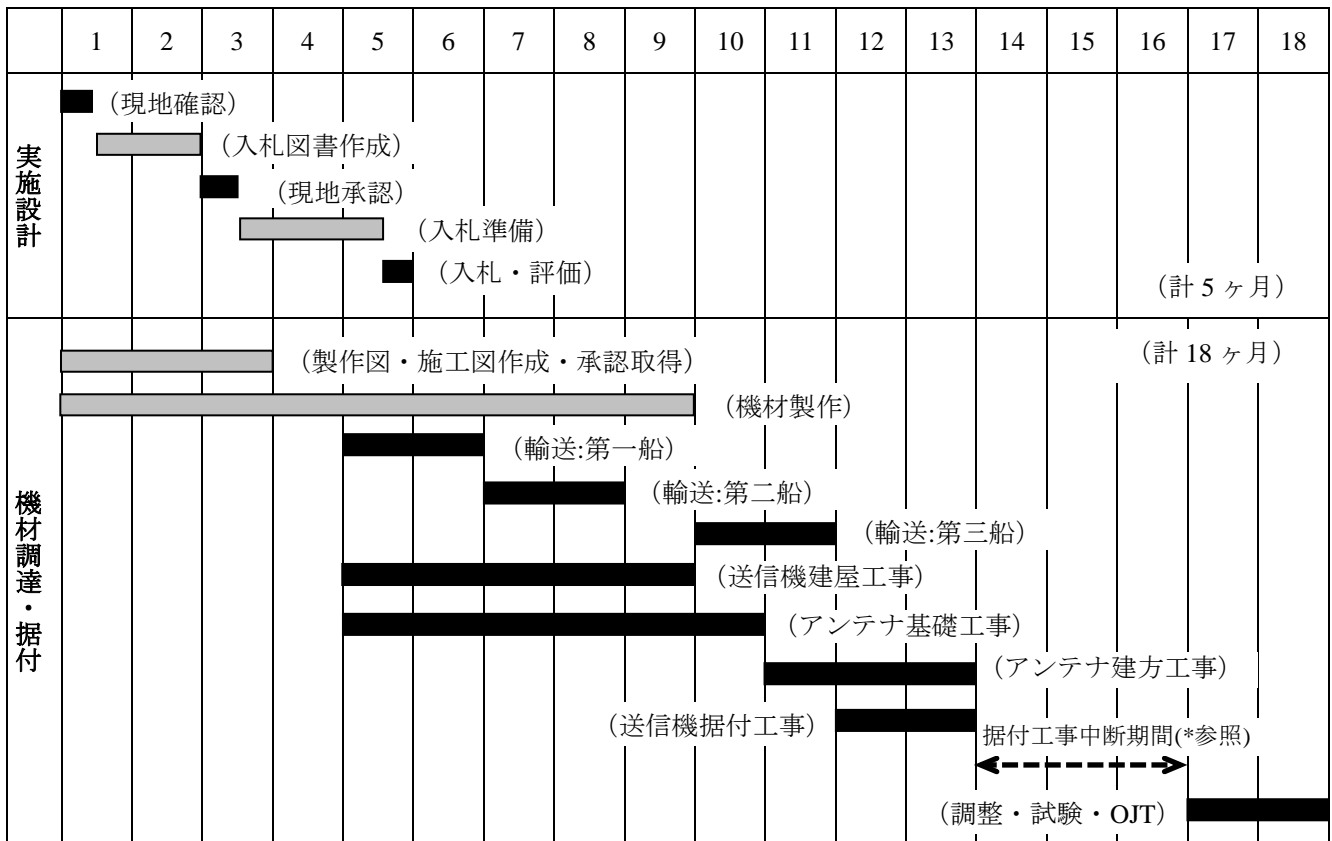 1 2 3 4 5 6 7 8 9 10 11 12 13 14 15 16 17 18
実施設計
（現地確認）
（入札図書作成）
（現地承認）
（入札準備）
（入札・評価）
（計 5 ヶ月）
機材調達・据付
（計 18 ヶ月）
（製作図・施工図作成・承認取得）
（機材製作）
（輸送:第一船）
（輸送:第二船）
（輸送:第三船）
（送信機建屋工事）
（アンテナ基礎工事）
（アンテナ建方工事）
（送信機据付工事）
据付工事中断期間(*参照)
（調整・試験・OJT）